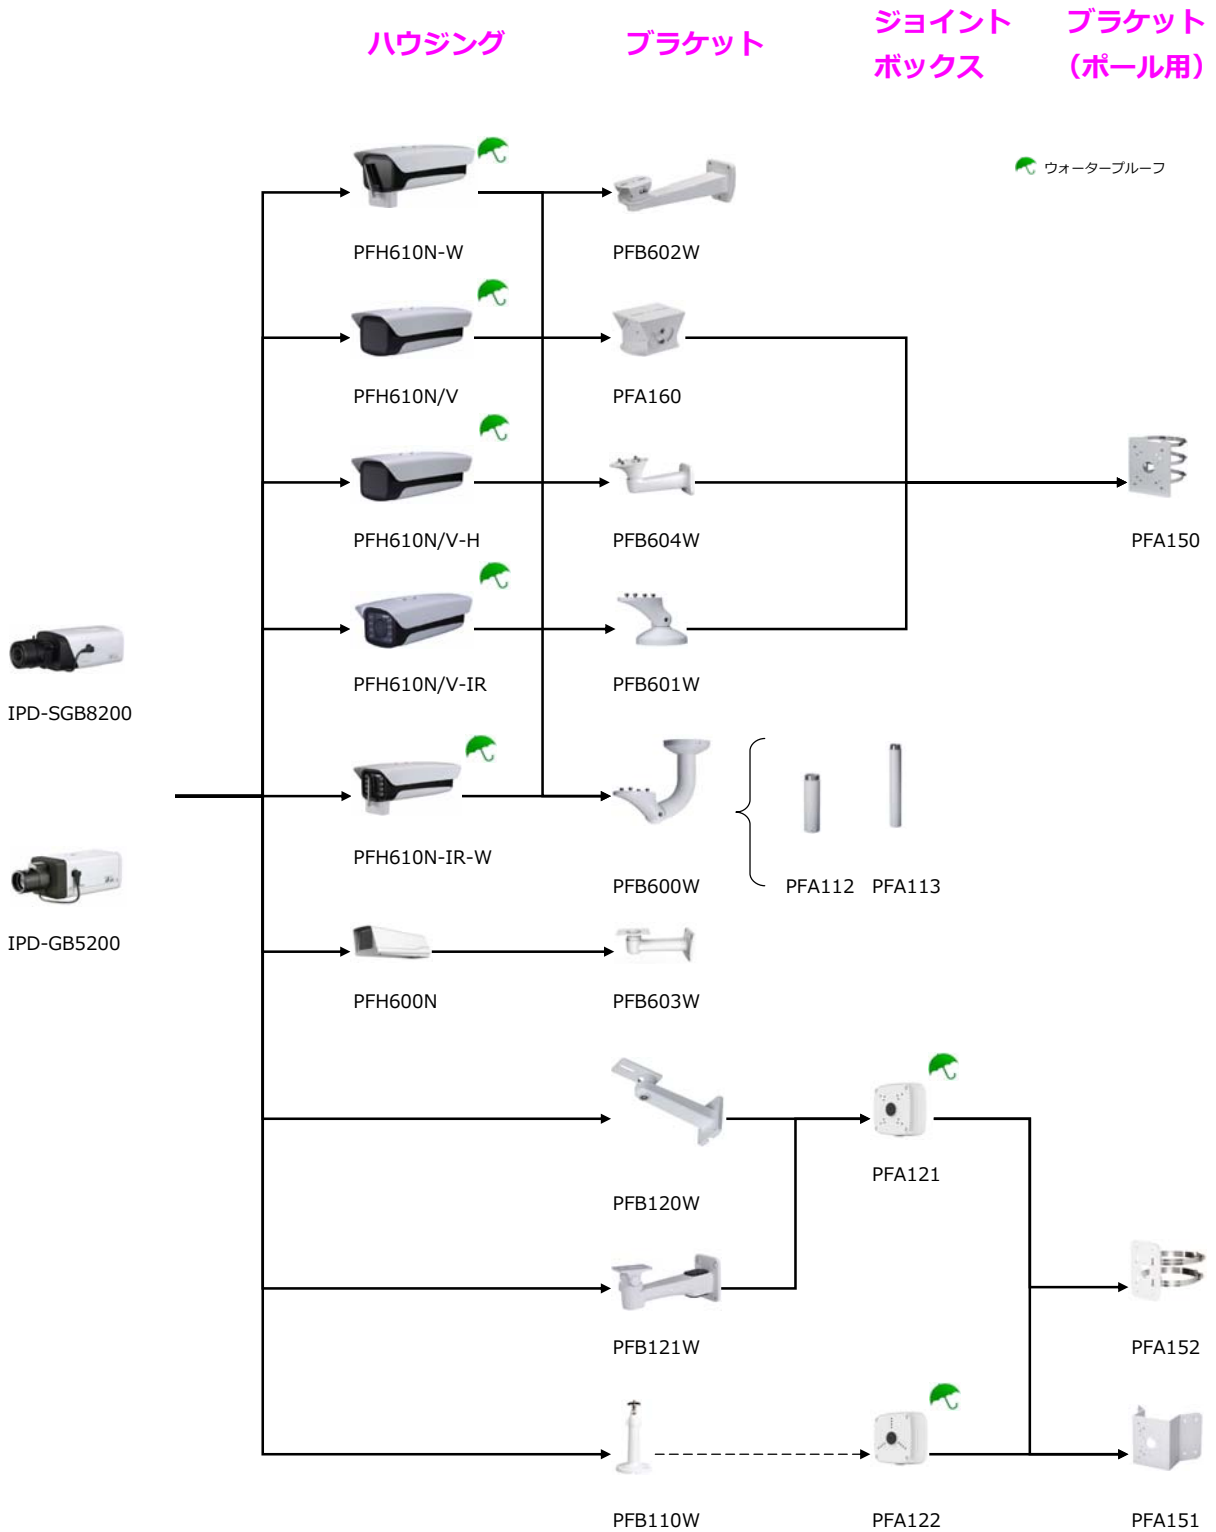 ハウジング
ブラケット
ジョイント
ボックス
ブラケット
（ポール用）
ウォータープルーフ
PFH610N-W
PFB602W
PFH610N/V
PFA160
PFH610N/V-H
PFB604W
PFA150
PFH610N/V-IR
PFB601W
IPD-SGB8200
PFH610N-IR-W
PFB600W
PFA112
PFA113
IPD-GB5200
PFH600N
PFB603W
PFA121
PFB120W
PFB121W
PFA152
PFB110W
PFA122
PFA151